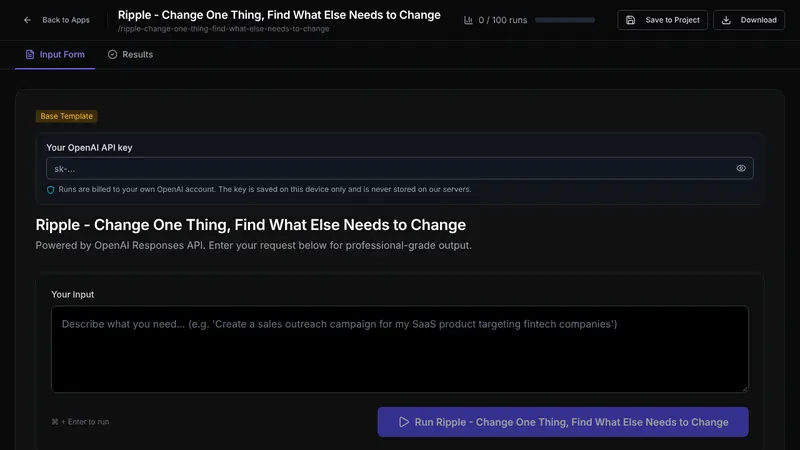 Back to Apps
Ripple - Change One Thing, Find What Else Needs to Change
/ripple-change-one-thing-find-what-else-needs-to-change
0 / 100 runs
Save to Project
Download
Input Form
Results
Base Template
Your OpenAI API key
sk-...
Runs are billed to your own OpenAI account. The key is saved on this device only and is never stored on our servers.
Ripple - Change One Thing, Find What Else Needs to Change
Powered by OpenAI Responses API. Enter your request below for professional-grade output.
Your Input
Describe what you need... (e.g. 'Create a sales outreach campaign for my SaaS product targeting fintech companies')
⌘ + Enter to run
Run Ripple - Change One Thing, Find What Else Needs to Change